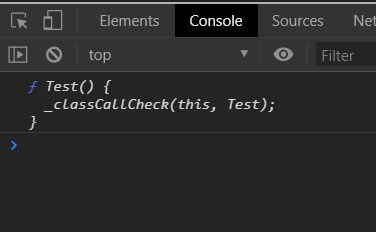 Elements Console Sources Net
top Filter
ƒ Test() {
_classCallCheck(this, Test);
}